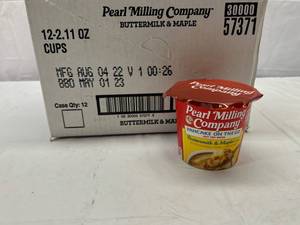 Pearl Milling Company
BUTTERMILK & MAPLE
30000
57371
12-2.11 OZ
CUPS
MFG AUG 04 22 V 1 00:26
BBD MAY 01 23
Case Qty: 12
BUTTERMILK & MAPLE
Pearl Milling
Company
PANCAKE ON THE GO
Buttermilk & Maple